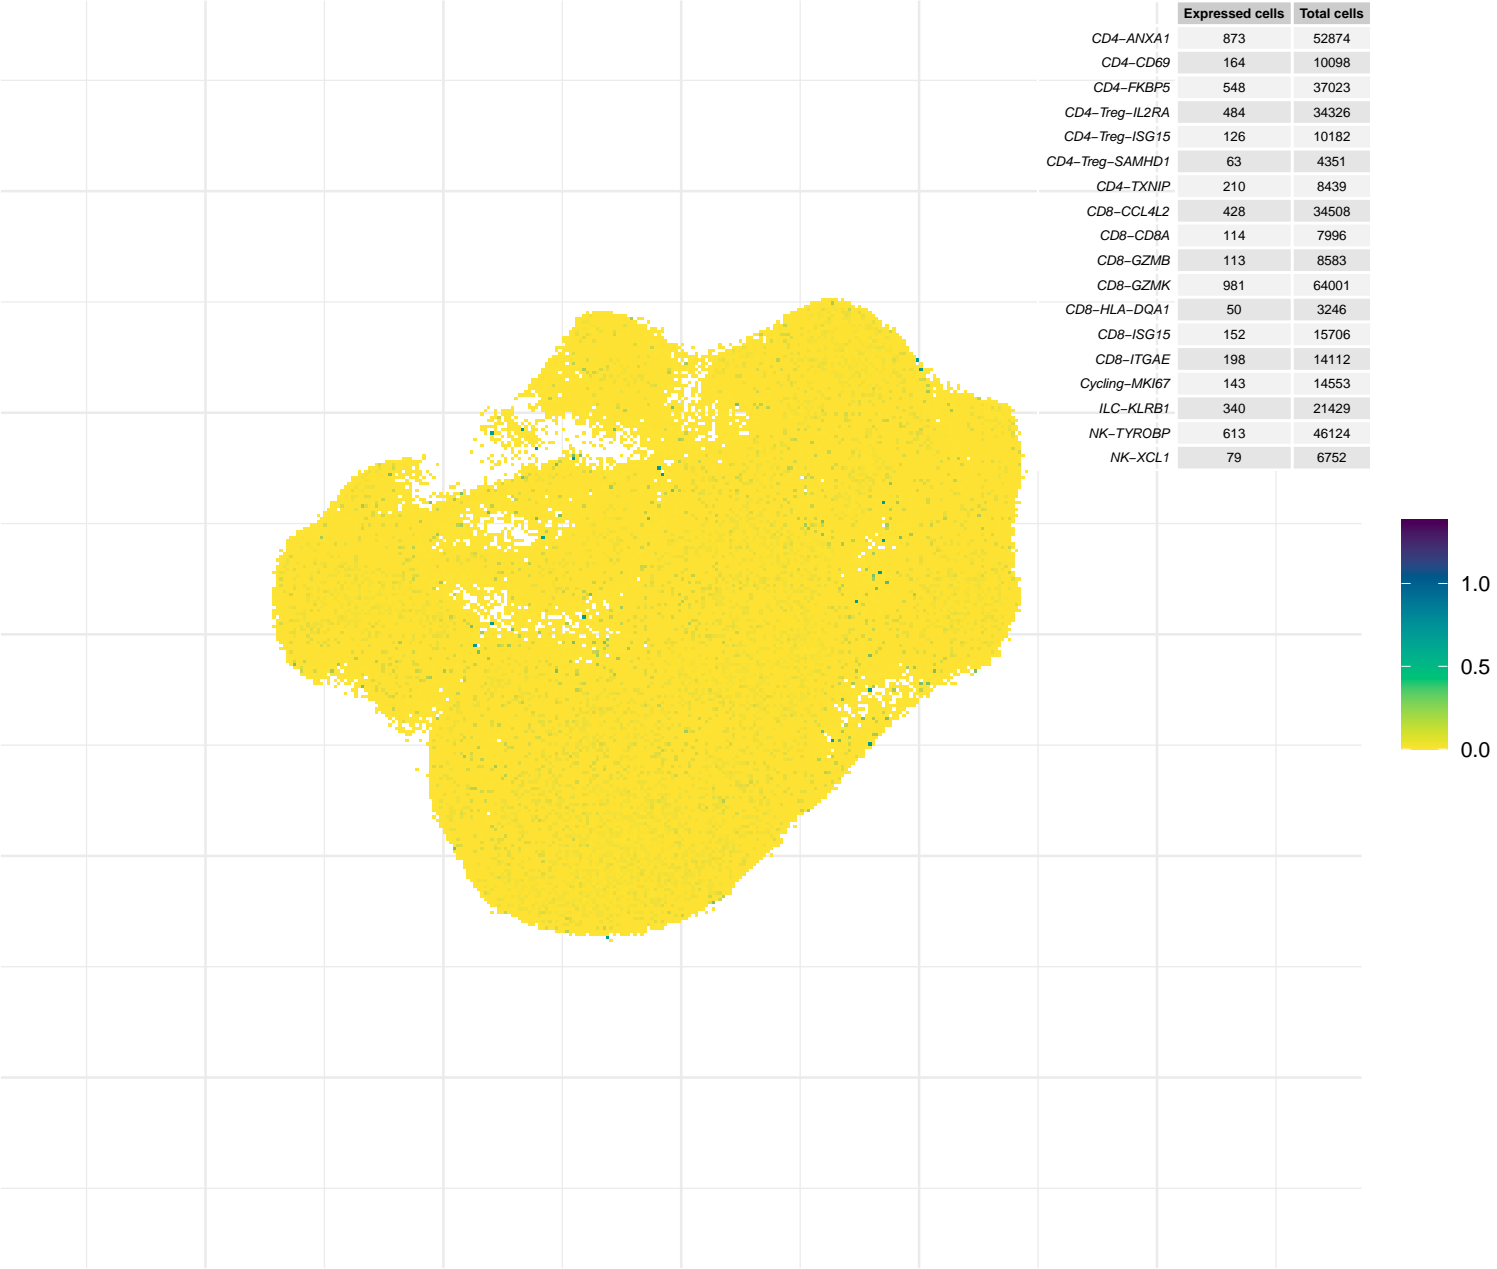 Expressed cells Total cells
CD4−ANXA1 873 52874
CD4−CD69 164 10098
CD4−FKBP5 548 37023
CD4−Treg−IL2RA 484 34326
CD4−Treg−ISG15 126 10182
CD4−Treg−SAMHD1 63 4351
CD4−TXNIP 210 8439
CD8−CCL4L2 428 34508
CD8−CD8A 114 7996
CD8−GZMB 113 8583
CD8−GZMK 981 64001
CD8−HLA−DQA1 50 3246
CD8−ISG15 152 15706
CD8−ITGAE 198 14112
Cycling−MKI67 143 14553
ILC−KLRB1 340 21429
NK−TYROBP 613 46124
NK−XCL1 79 6752
1.0
0.5
0.0